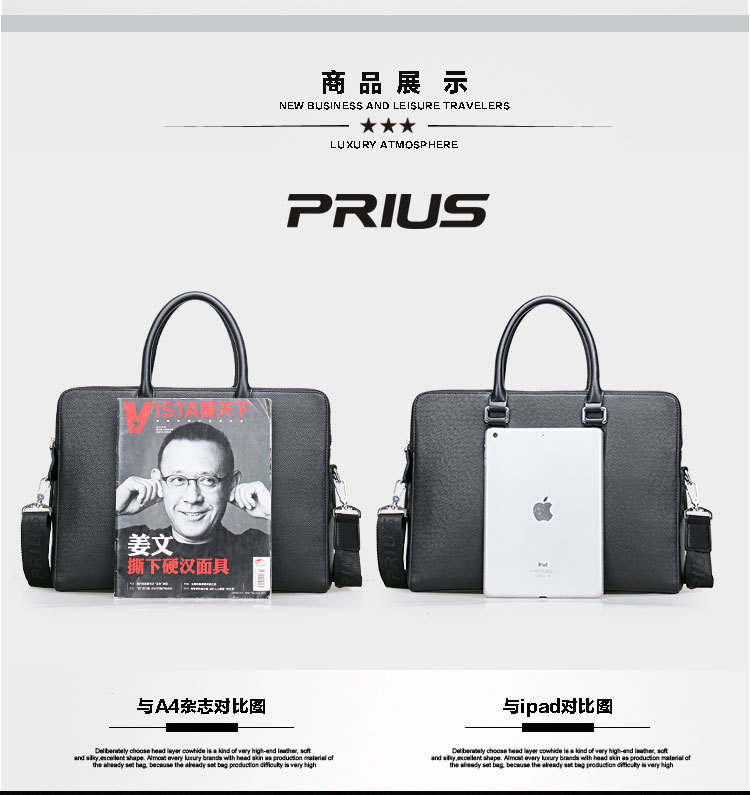 商品展示
NEW BUSINESS AND LEISURE TRAVELERS
LUXURY ATMOSPHERE
PRIUS
VISTA看天下
姜文
撕下硬汉面具
PRIUS
iPad
PRIUS
与A4杂志对比图
与ipad对比图
Deliberately choose head layer cowhide is a kind of very high-end leather, soft
and silky,excellent shape. Almost every luxury brands with head skin as production material of
the already set bag, because the already set bag production difficulty is very high
Deliberately choose head layer cowhide is a kind of very high-end leather, soft
and silky,excellent shape. Almost every luxury brands with head skin as production material of
the already set bag, because the already set bag production difficulty is very high